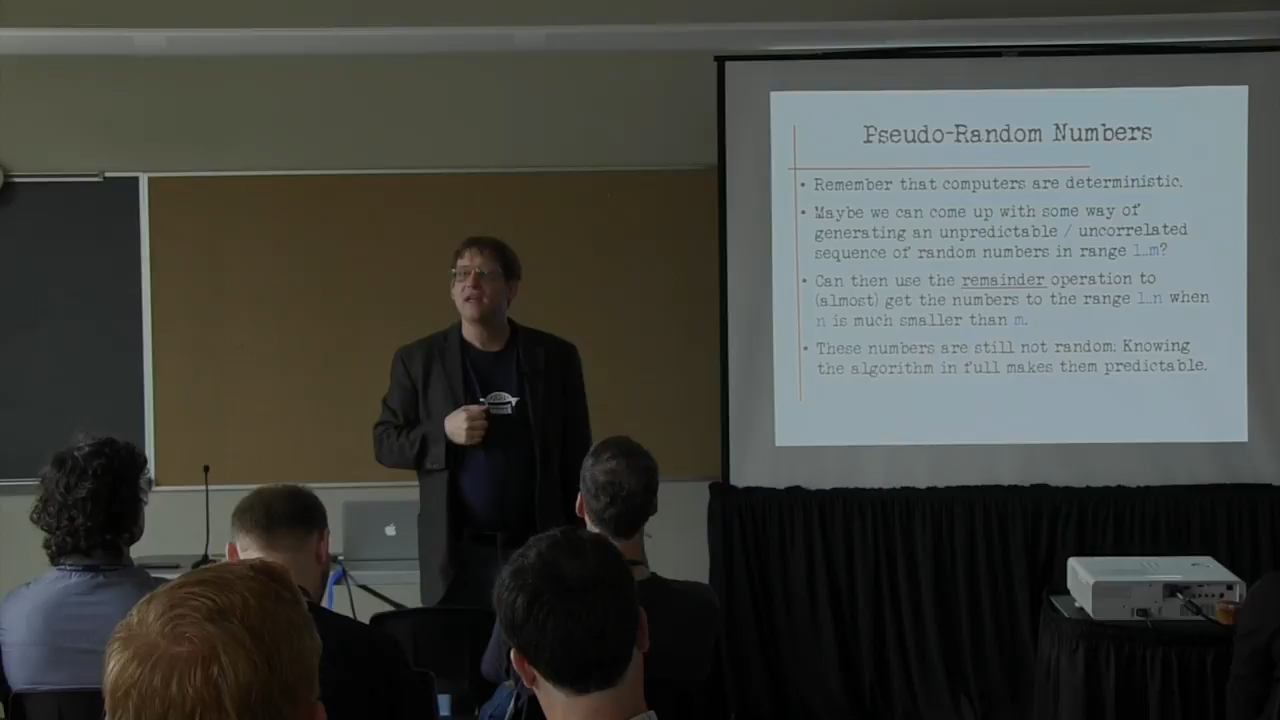 Pseudo-Random Numbers
• Remember that computers are deterministic.
• Maybe we can come up with some way of
generating an unpredictable / uncorrelated
sequence of random numbers in range 1..m?
• Can then use the remainder operation to
(almost) get the numbers to the range 1..n when
n is much smaller than m.
• These numbers are still not random: Knowing
the algorithm in full makes them predictable.